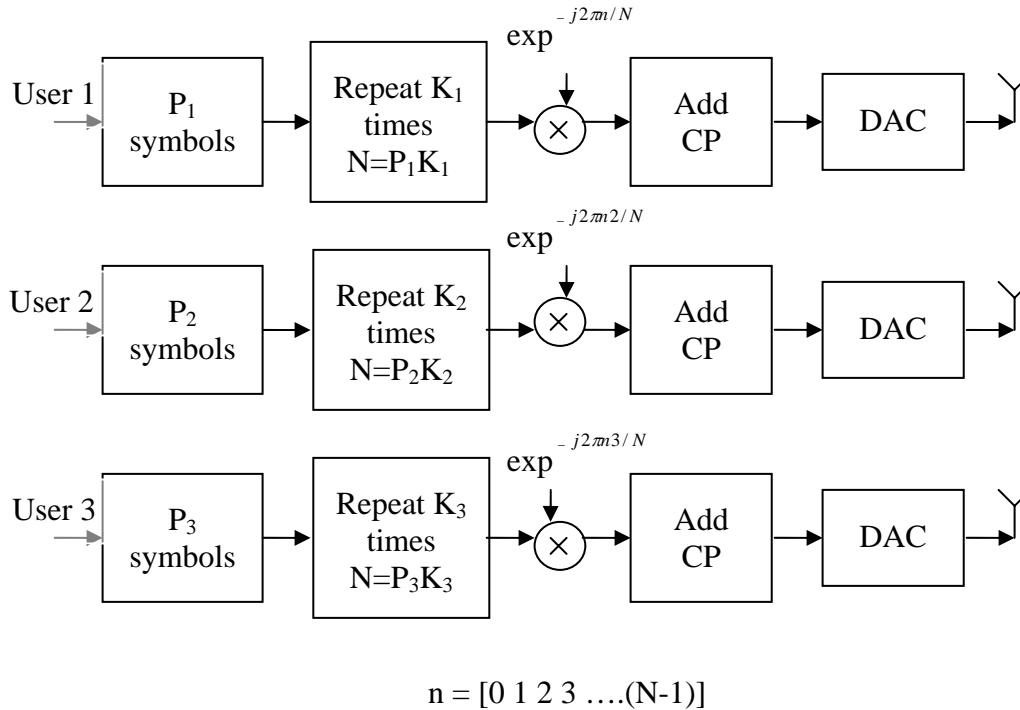 exp⁻ ʲ²πⁿ/ᴺ
User 1
P₁
symbols
Repeat K₁
times
N=P₁K₁
×
Add
CP
DAC
exp⁻ ʲ²πⁿ²/ᴺ
User 2
P₂
symbols
Repeat K₂
times
N=P₂K₂
×
Add
CP
DAC
exp⁻ ʲ²πⁿ³/ᴺ
User 3
P₃
symbols
Repeat K₃
times
N=P₃K₃
×
Add
CP
DAC
n = [0 1 2 3 ….(N-1)]